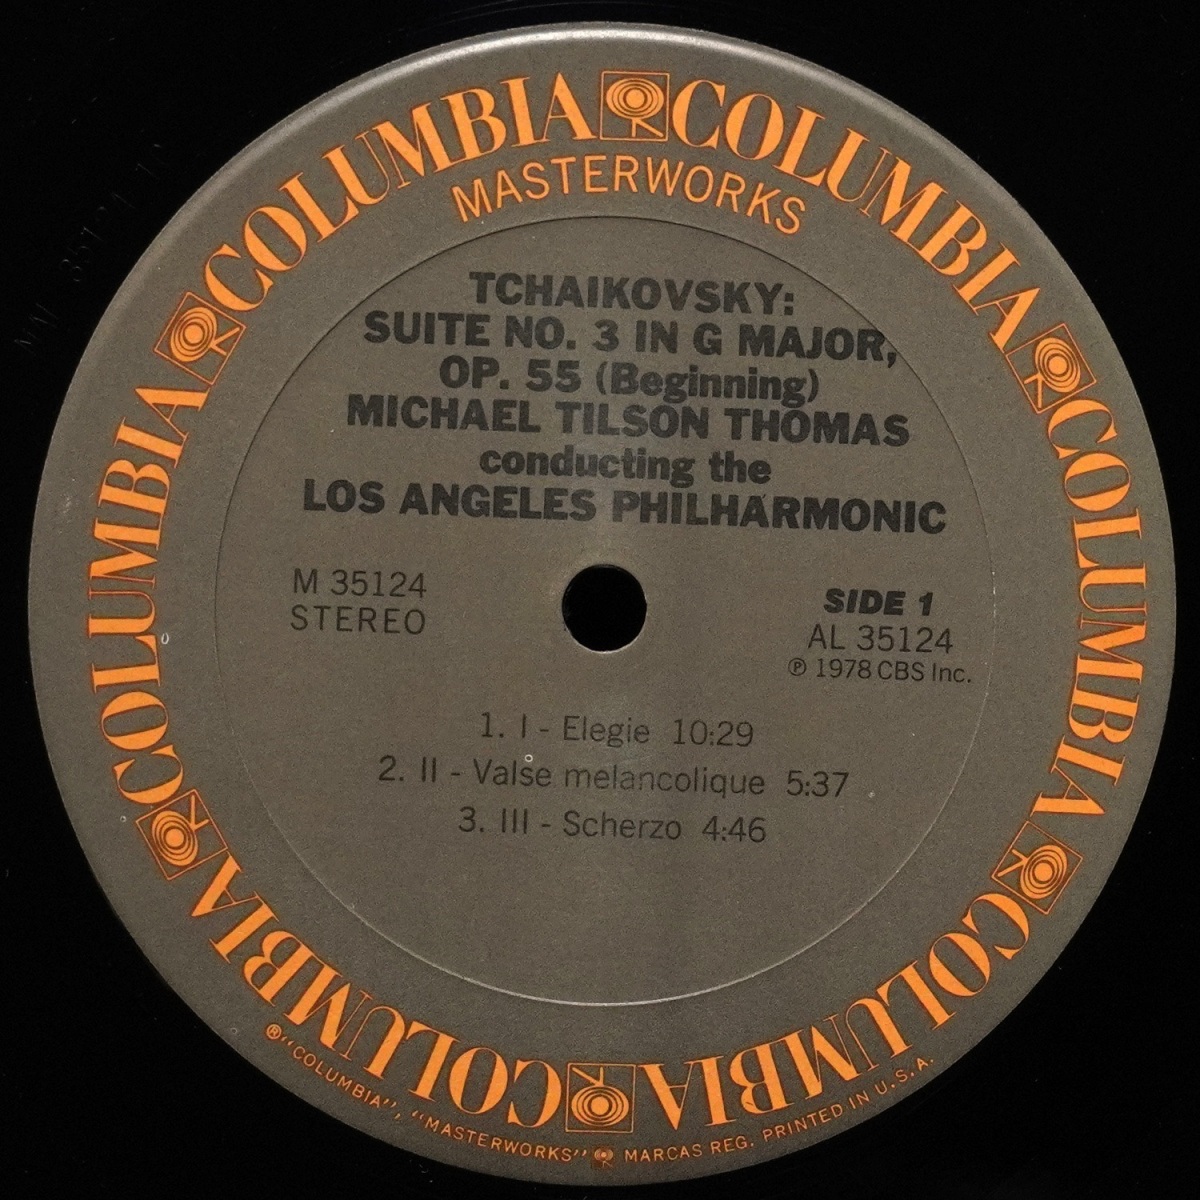 COLUMBIA COLUMBIA COLUMBIA COLUMBIA COLUMBIA COLUMBIA
MASTERWORKS
TCHAIKOVSKY:
SUITE NO. 3 IN G MAJOR,
OP. 55 (Beginning)
MICHAEL TILSON THOMAS
conducting the
LOS ANGELES PHILHARMONIC
M 35124
STEREO
SIDE 1
AL 35124
℗ 1978 CBS Inc.
1. I - Elegie 10:29
2. II - Valse melancolique 5:37
3. III - Scherzo 4:46
®"COLUMBIA", "MASTERWORKS" MARCAS REG. PRINTED IN U.S.A.